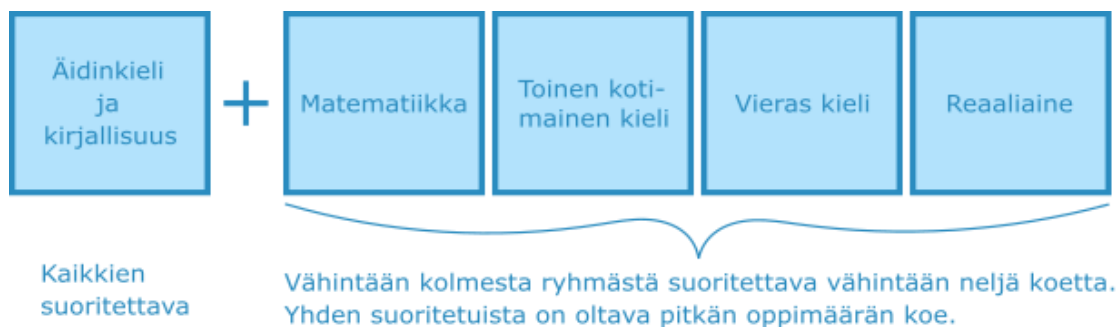 Äidinkieli
ja
kirjallisuus
+
Matematiikka
Toinen koti-
mainen kieli
Vieras kieli
Reaaliaine
Kaikkien
suoritettava
Vähintään kolmesta ryhmästä suoritettava vähintään neljä koetta.
Yhden suoritetuista on oltava pitkän oppimäärän koe.